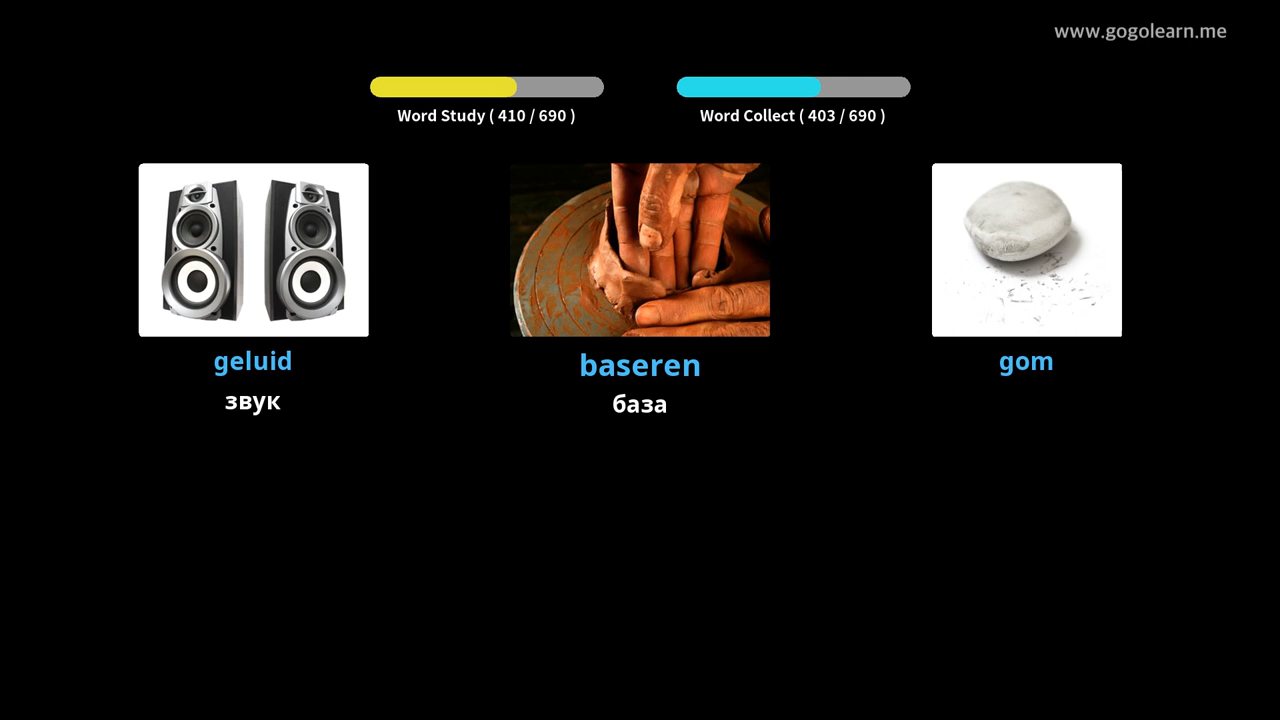 www.gogolearn.me
Word Study ( 410 / 690 )
Word Collect ( 403 / 690 )
geluid
baseren
gom
звук
база